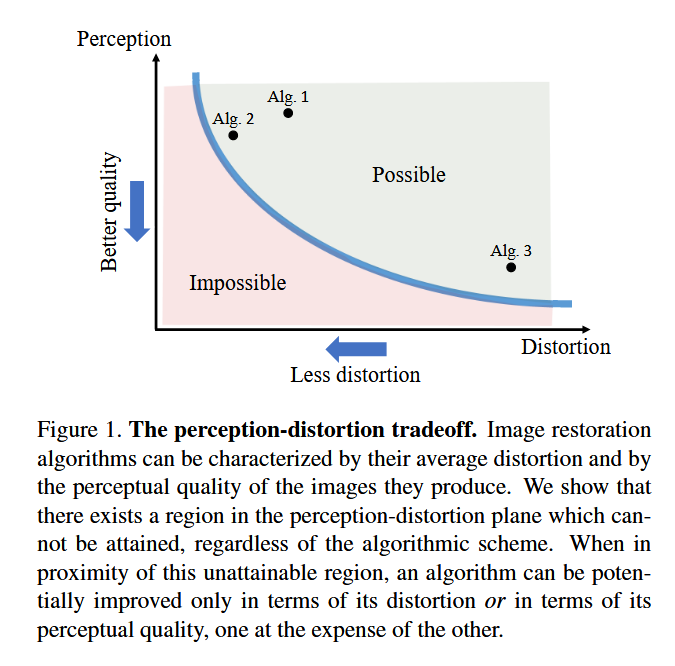 Perception
Alg. 1
Alg. 2
Better quality
Possible
Alg. 3
Impossible
Distortion
Less distortion
Figure 1. The perception-distortion tradeoff. Image restoration
algorithms can be characterized by their average distortion and by
the perceptual quality of the images they produce. We show that
there exists a region in the perception-distortion plane which can-
not be attained, regardless of the algorithmic scheme. When in
proximity of this unattainable region, an algorithm can be poten-
tially improved only in terms of its distortion or in terms of its
perceptual quality, one at the expense of the other.